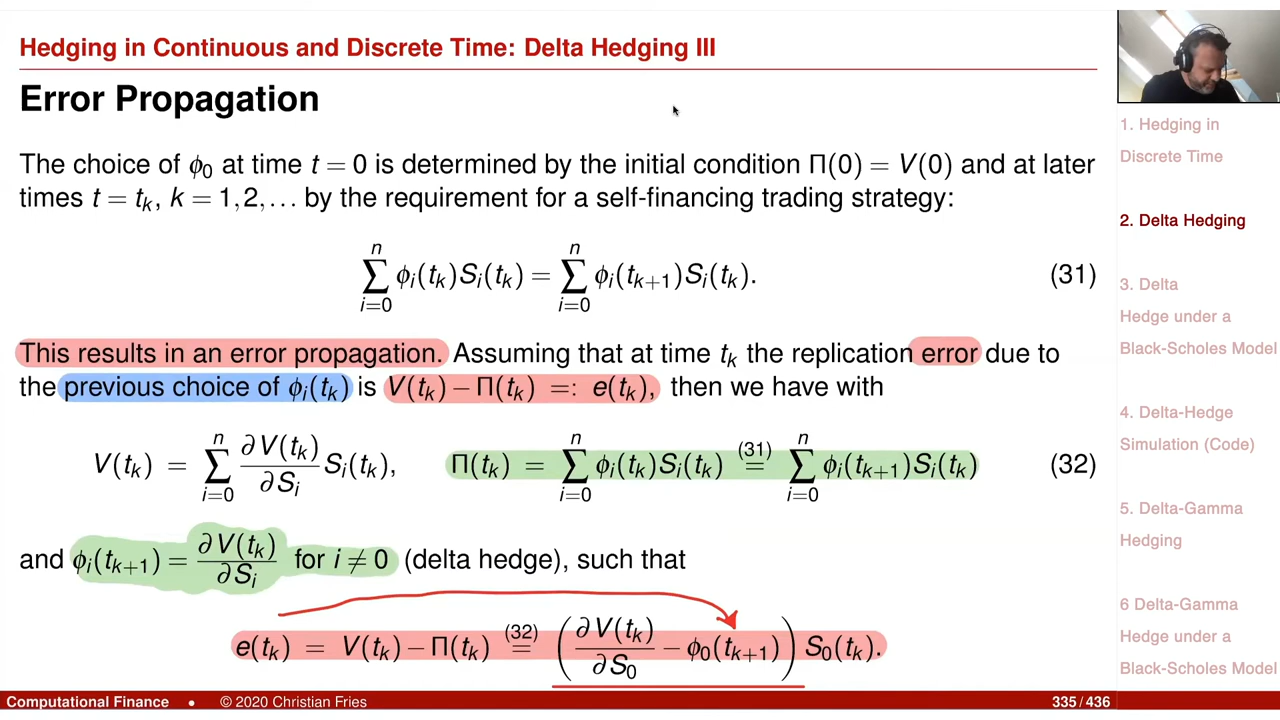 Hedging in Continuous and Discrete Time: Delta Hedging III
Error Propagation
The choice of ϕ₀ at time t = 0 is determined by the initial condition Π(0) = V(0) and at later
times t = tₖ, k = 1,2,... by the requirement for a self-financing trading strategy:
∑_{i=0}^{n} ϕᵢ(tₖ)Sᵢ(tₖ) = ∑_{i=0}^{n} ϕᵢ(tₖ₊₁)Sᵢ(tₖ). (31)
This results in an error propagation. Assuming that at time tₖ the replication error due to
the previous choice of ϕᵢ(tₖ) is V(tₖ) − Π(tₖ) =: e(tₖ), then we have with
V(tₖ) = ∑_{i=0}^{n} ∂V(tₖ)/∂Sᵢ Sᵢ(tₖ), Π(tₖ) = ∑_{i=0}^{n} ϕᵢ(tₖ)Sᵢ(tₖ) (31)= ∑_{i=0}^{n} ϕᵢ(tₖ₊₁)Sᵢ(tₖ) (32)
and ϕᵢ(tₖ₊₁) = ∂V(tₖ)/∂Sᵢ for i ≠ 0 (delta hedge), such that
e(tₖ) = V(tₖ) − Π(tₖ) (32)= (∂V(tₖ)/∂S₀ − ϕ₀(tₖ₊₁)) S₀(tₖ).
1. Hedging in
Discrete Time
2. Delta Hedging
3. Delta
Hedge under a
Black-Scholes Model
4. Delta-Hedge
Simulation (Code)
5. Delta-Gamma
Hedging
6 Delta-Gamma
Hedge under a
Black-Scholes Model
Computational Finance • © 2020 Christian Fries 335/436